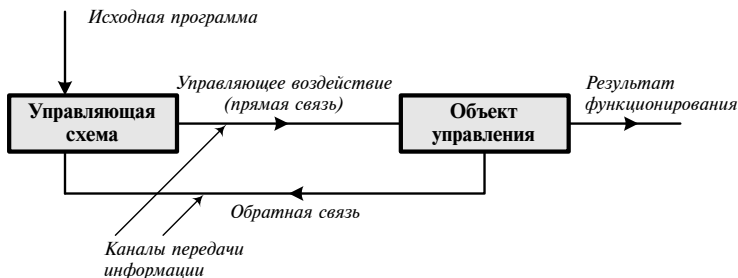 Исходная программа
Управляющее воздействие
(прямая связь)
Результат
функционирования
Управляющая
схема
Объект
управления
Обратная связь
Каналы передачи
информации